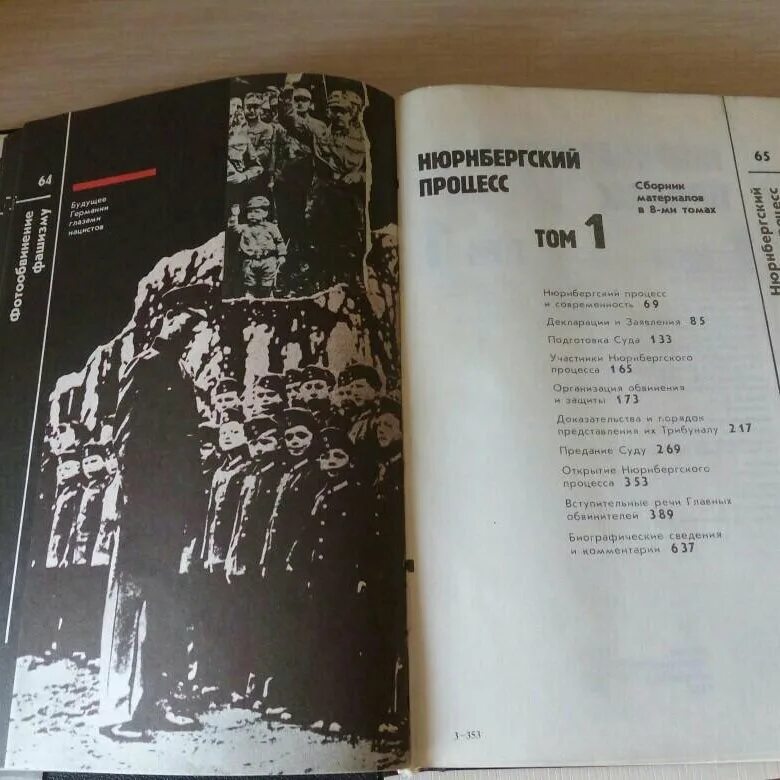 64
Фотообвинение
фашизму
Будущее
Германии
глазами
нацистов
НЮРНБЕРГСКИЙ
ПРОЦЕСС
ТОМ 1
Сборник
материалов
в 8-ми томах
Нюрнбергский процесс
и современность 69
Декларации и Заявления 85
Подготовка Суда 133
Участники Нюрнбергского
процесса 165
Организация обвинения
и защиты 173
Доказательства и порядок
представления их Трибуналу 217
Предание Суду 269
Открытие Нюрнбергского
процесса 353
Вступительные речи Главных
обвинителей 389
Биографические сведения
и комментарии 637
3—353
65
Нюрнбергский